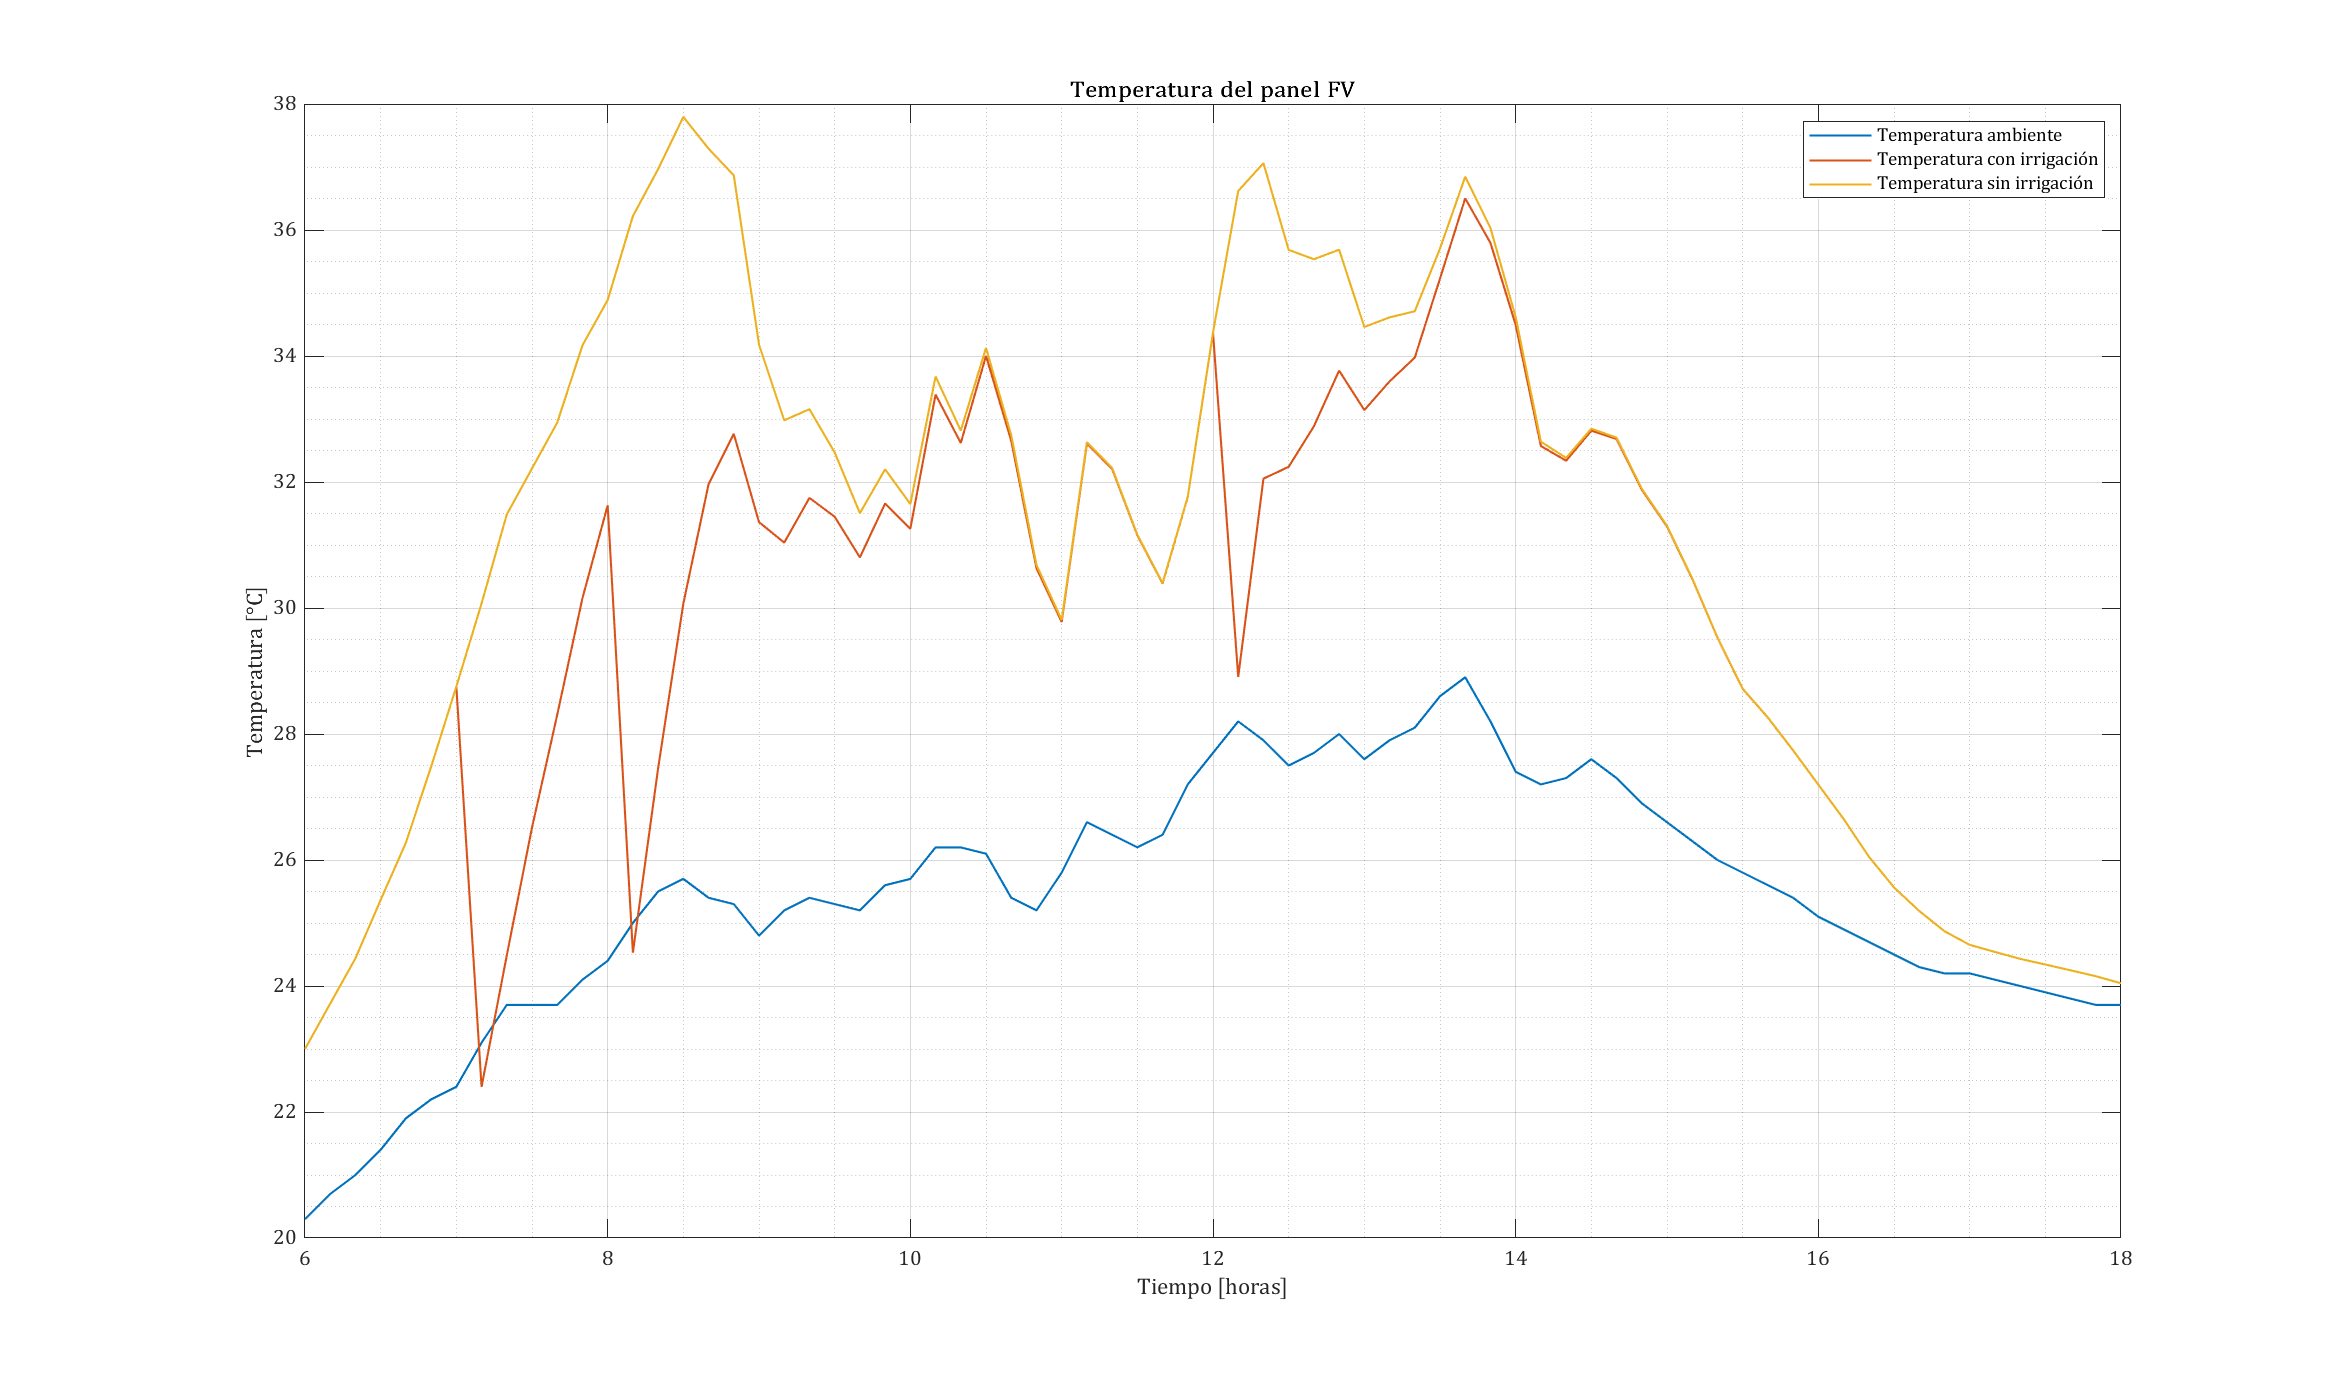 Temperatura del panel FV
38
36
34
32
30
28
26
24
22
20
Temperatura [°C]
Temperatura ambiente
Temperatura con irrigación
Temperatura sin irrigación
6 8 10 12 14 16 18
Tiempo [horas]